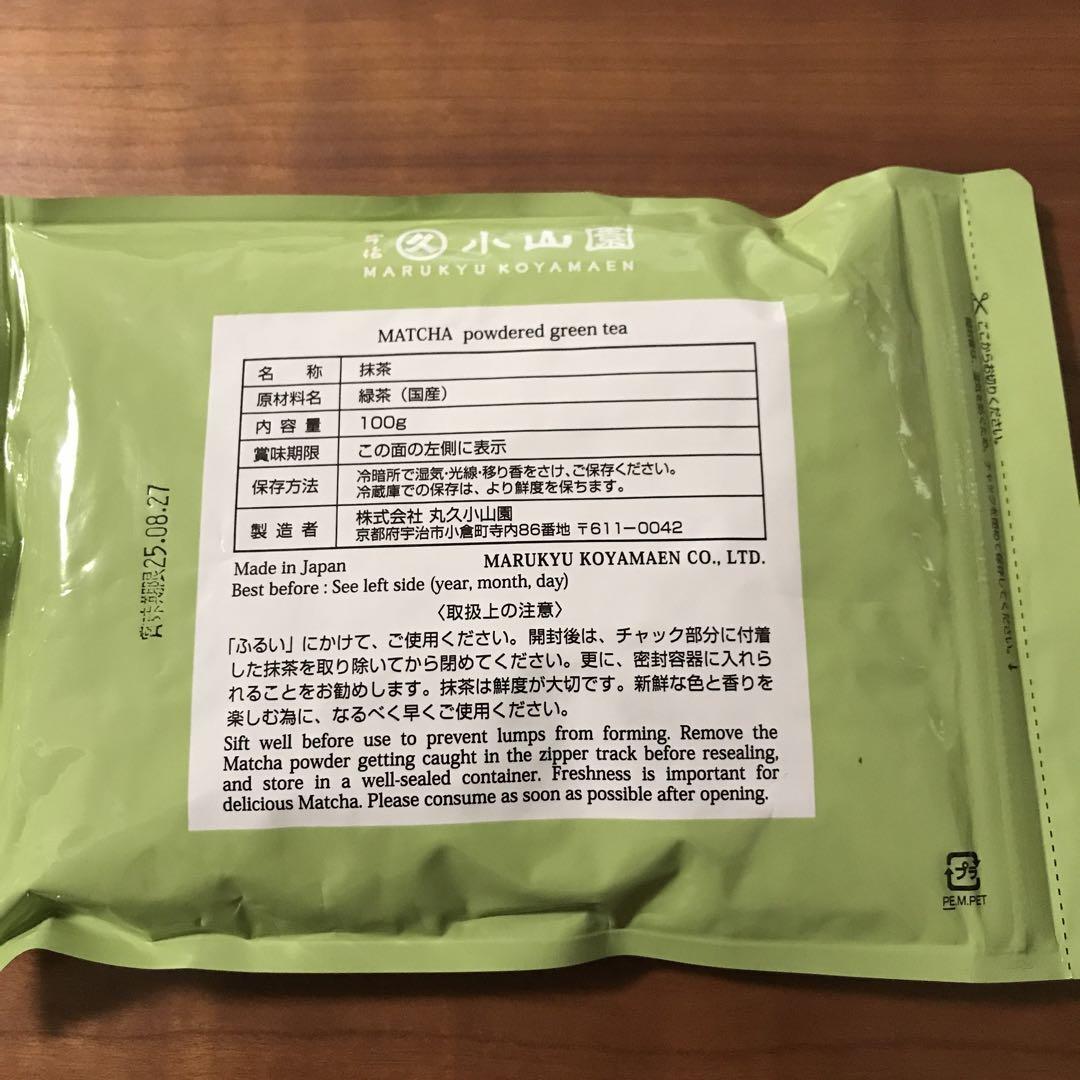 宇治 久 小山園
MARUKYU KOYAMAEN
MATCHA powdered green tea
名 称 抹茶
原材料名 緑茶（国産）
内容量 100g
賞味期限 この面の左側に表示
保存方法 冷暗所で湿気・光線・移り香をさけ、ご保存ください。
冷蔵庫での保存は、より鮮度を保ちます。
製造者 株式会社 丸久小山園
京都府宇治市小倉町寺内86番地 〒611-0042
Made in Japan MARUKYU KOYAMAEN CO., LTD.
Best before : See left side (year, month, day)
〈取扱上の注意〉
「ふるい」にかけて、ご使用ください。開封後は、チャック部分に付着
した抹茶を取り除いてから閉めてください。更に、密封容器に入れら
れることをお勧めします。抹茶は鮮度が大切です。新鮮な色と香りを
楽しむ為に、なるべく早くご使用ください。
Sift well before use to prevent lumps from forming. Remove the
Matcha powder getting caught in the zipper track before resealing,
and store in a well-sealed container. Freshness is important for
delicious Matcha. Please consume as soon as possible after opening.
賞味期限25.08.27
ここからお切りください。
プラ
PE.M.PET